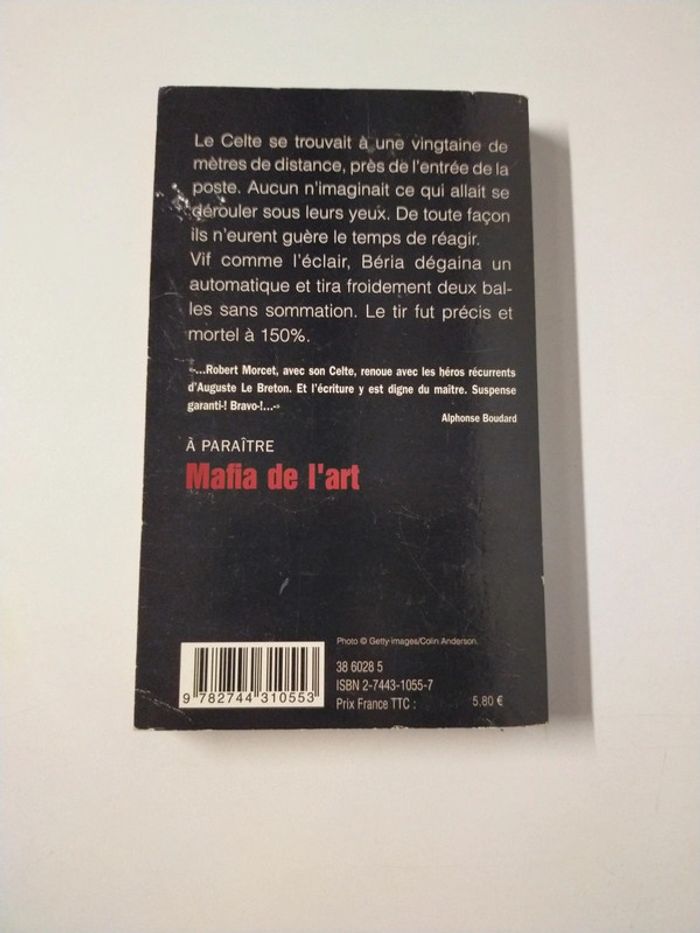 Le Celte se trouvait à une vingtaine de
mètres de distance, près de l'entrée de la
poste. Aucun n'imaginait ce qui allait se
dérouler sous leurs yeux. De toute façon
ils n'eurent guère le temps de réagir.
Vif comme l'éclair, Béria dégaina un
automatique et tira froidement deux bal-
les sans sommation. Le tir fut précis et
mortel à 150%.
«-...Robert Morcet, avec son Celte, renoue avec les héros récurrents
d'Auguste Le Breton. Et l'écriture y est digne du maître. Suspense
garanti-! Bravo-!...-»
Alphonse Boudard
À PARAÎTRE
Mafia de l'art
Photo © Getty-images/Colin Anderson.
38 6028 5
ISBN 2-7443-1055-7
Prix France TTC : 5,80 €
9 782744 310553